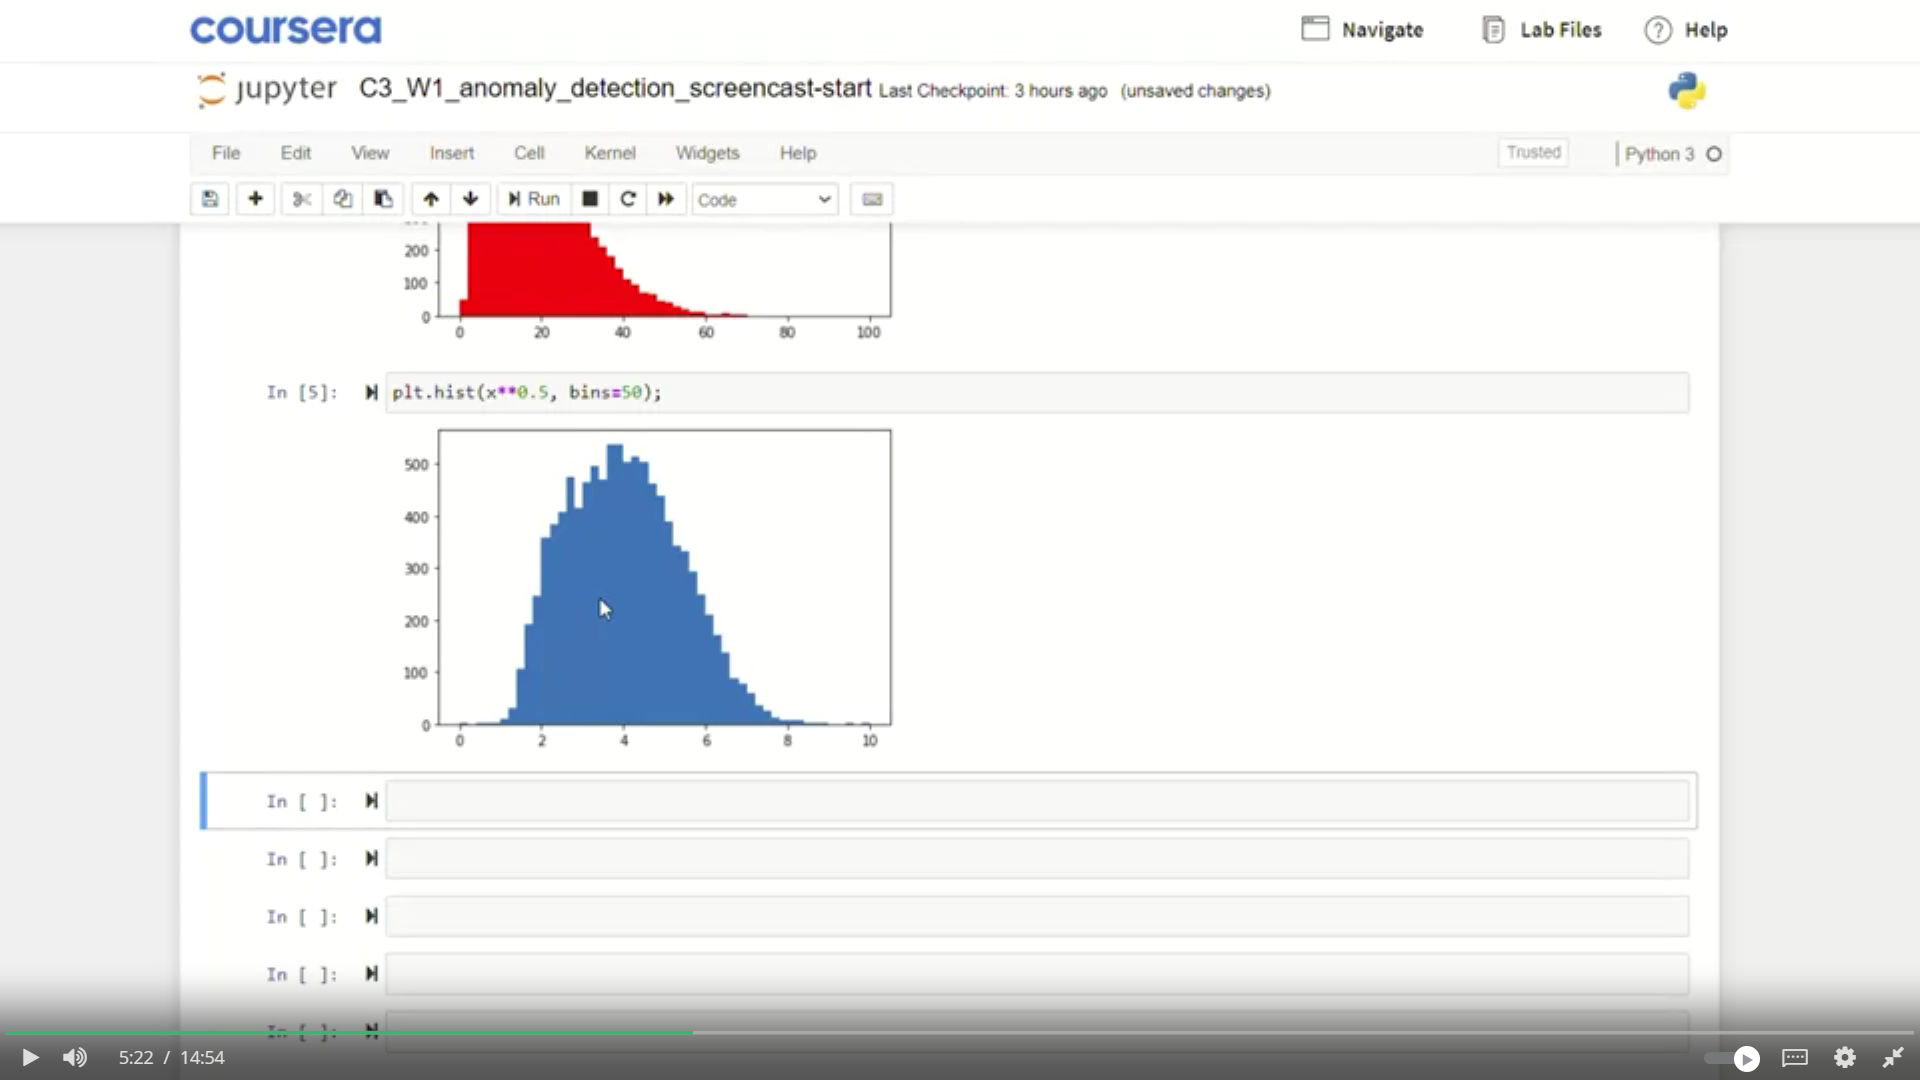 coursera
Navigate
Lab Files
Help
jupyter C3_W1_anomaly_detection_screencast-start Last Checkpoint: 3 hours ago (unsaved changes)
File Edit View Insert Cell Kernel Widgets Help
Trusted
Python 3
Run
Code
200
100
0
0 20 40 60 80 100
In [5]: plt.hist(x**0.5, bins=50);
500
400
300
200
100
0
0 2 4 6 8 10
In [ ]:
In [ ]:
In [ ]:
In [ ]:
In [ ]:
5:22 / 14:54